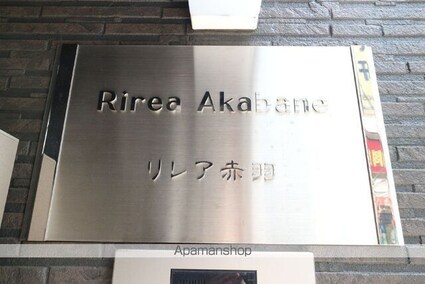 Rirea Akabane
リレア赤羽
Apamanshop